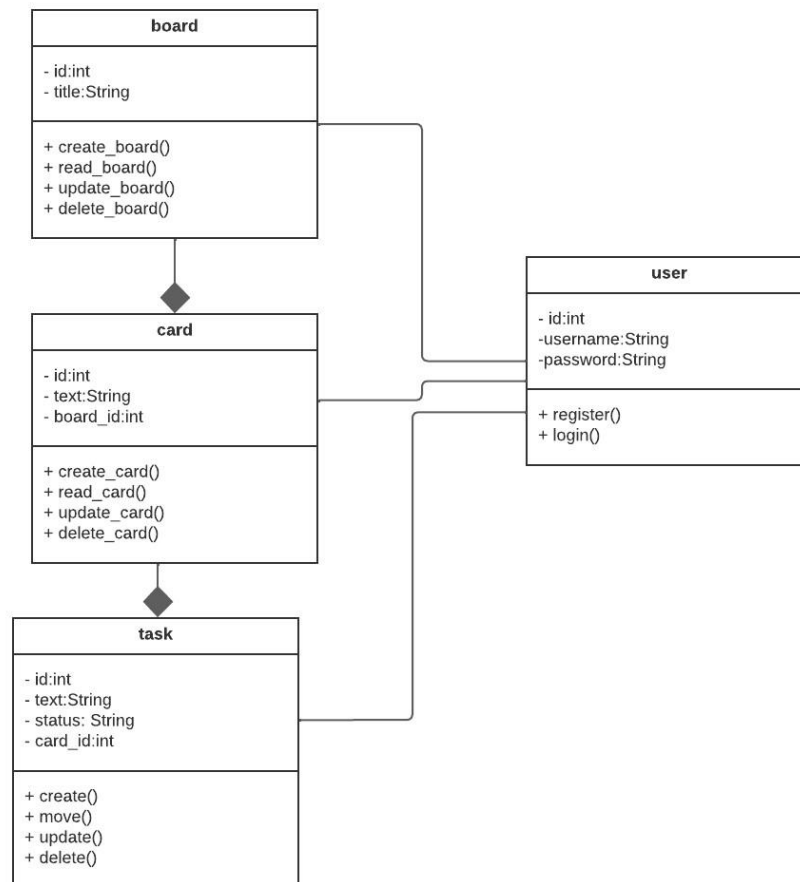 board
- id:int
- title:String
+ create_board()
+ read_board()
+ update_board()
+ delete_board()
card
- id:int
- text:String
- board_id:int
+ create_card()
+ read_card()
+ update_card()
+ delete_card()
task
- id:int
- text:String
- status: String
- card_id:int
+ create()
+ move()
+ update()
+ delete()
user
- id:int
-username:String
-password:String
+ register()
+ login()